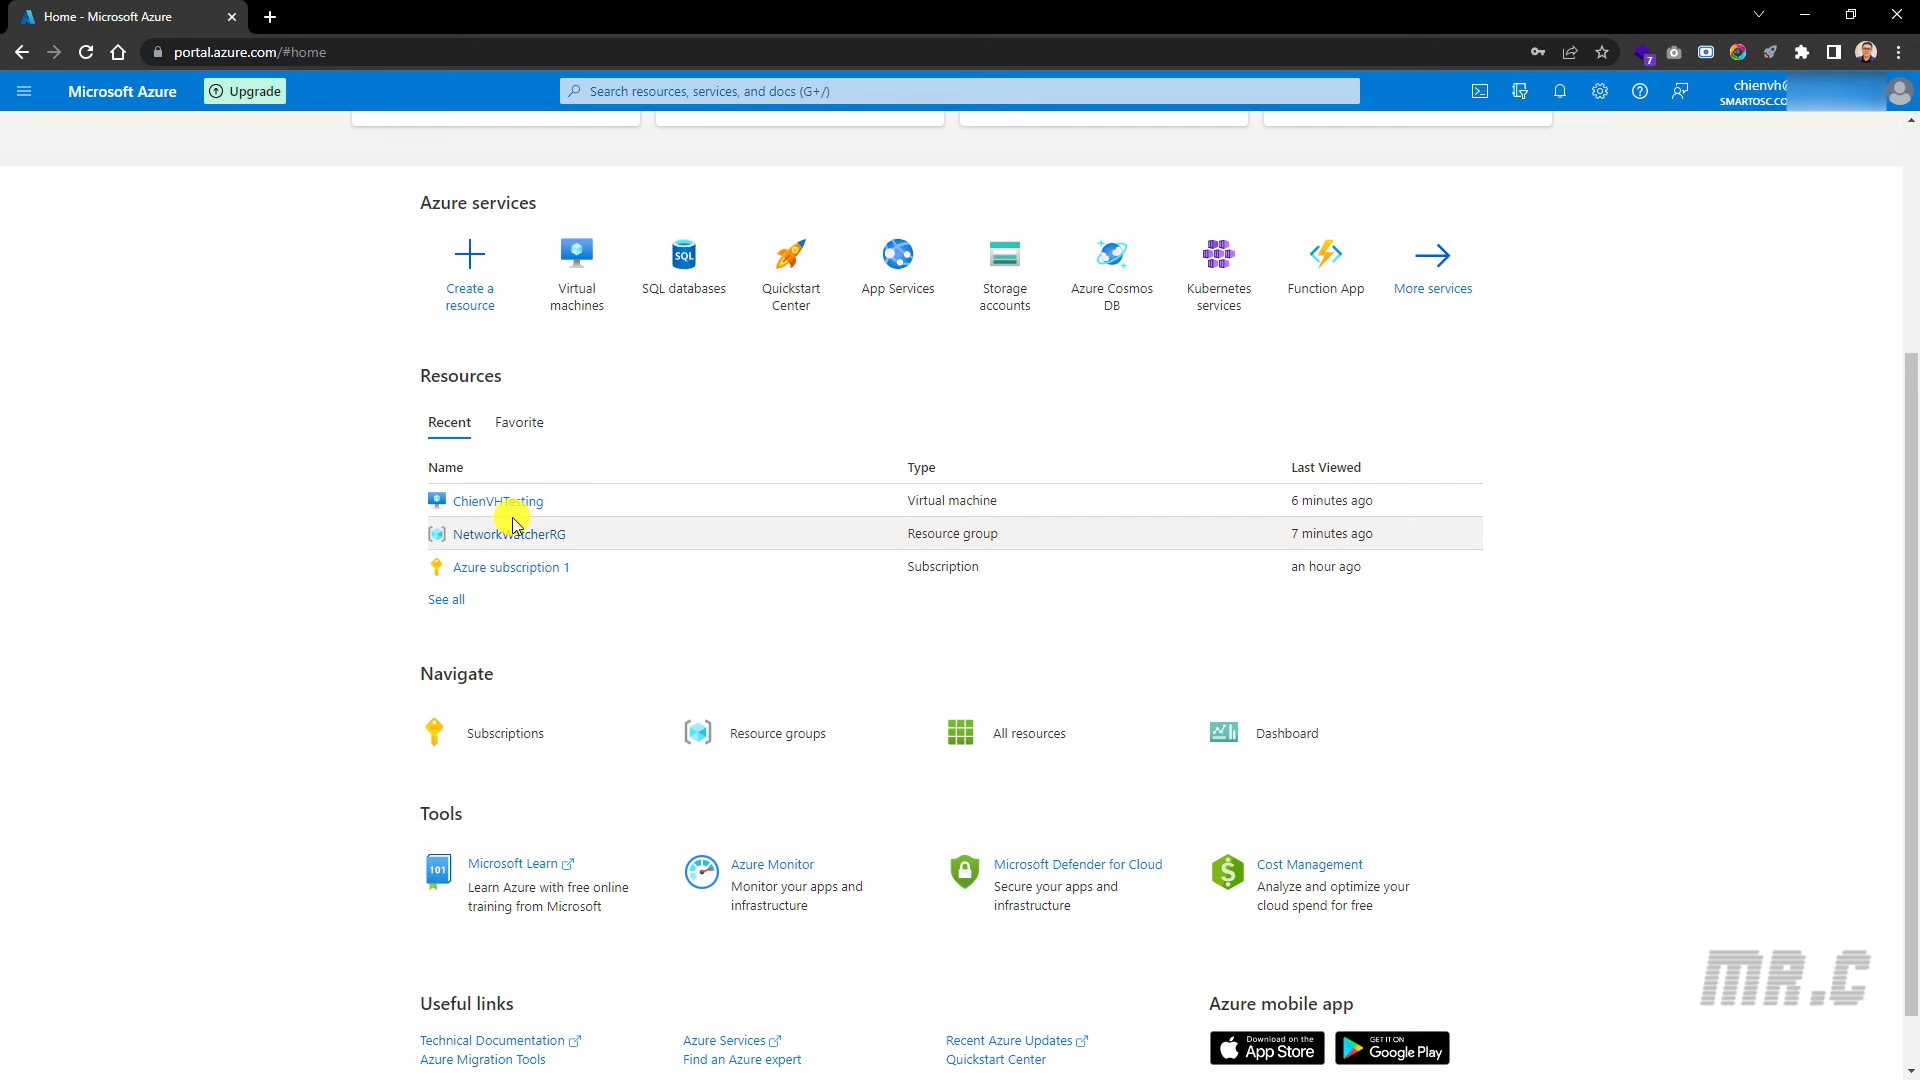 Home - Microsoft Azure
portal.azure.com/#home
7
Microsoft Azure
Upgrade
Search resources, services, and docs (G+/)
chienvh@
SMARTOSC.CO
Azure services
Create a
resource
Virtual
machines
SQL
SQL databases
Quickstart
Center
App Services
Storage
accounts
Azure Cosmos
DB
Kubernetes
services
Function App
More services
Resources
Recent
Favorite
Name
Type
Last Viewed
ChienVHTesting
Virtual machine
6 minutes ago
NetworkWatcherRG
Resource group
7 minutes ago
Azure subscription 1
Subscription
an hour ago
See all
Navigate
Subscriptions
Resource groups
All resources
Dashboard
Tools
101
Microsoft Learn
Learn Azure with free online
training from Microsoft
Azure Monitor
Monitor your apps and
infrastructure
Microsoft Defender for Cloud
Secure your apps and
infrastructure
Cost Management
Analyze and optimize your
cloud spend for free
MR.C
Useful links
Technical Documentation
Azure Migration Tools
Azure Services
Find an Azure expert
Recent Azure Updates
Quickstart Center
Azure mobile app
Download on the
App Store
GET IT ON
Google Play